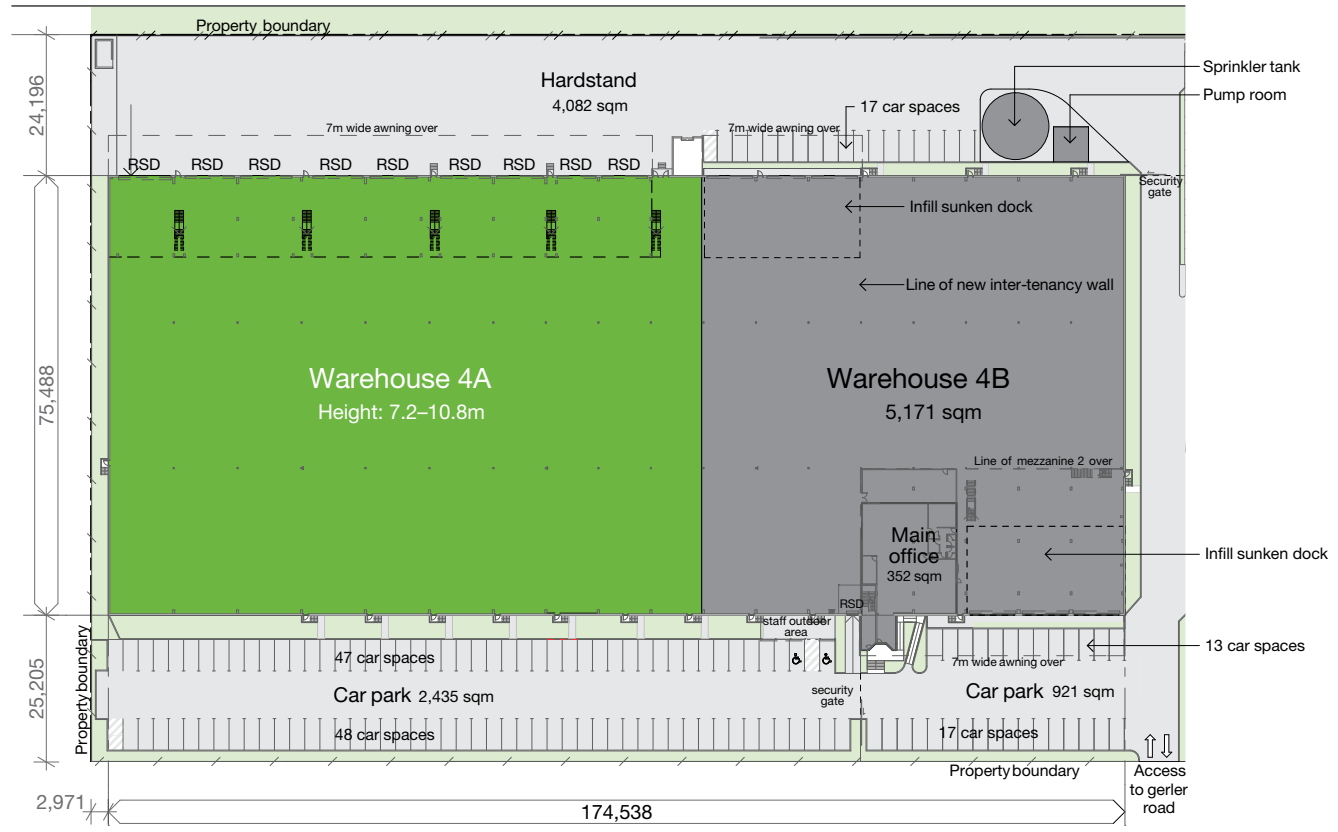 Property boundary
Hardstand
4,082 sqm
24,196
Sprinkler tank
Pump room
17 car spaces
7m wide awning over
7m wide awning over
RSD
RSD
RSD
RSD
RSD
RSD
RSD
RSD
RSD
Security
gate
Infill sunken dock
Line of new inter-tenancy wall
75,488
Warehouse 4A
Height: 7.2–10.8m
Warehouse 4B
5,171 sqm
Line of mezzanine 2 over
Main
office
352 sqm
Infill sunken dock
RSD
staff outdoor
area
47 car spaces
13 car spaces
7m wide awning over
25,205
Property boundary
Car park 2,435 sqm
security
gate
Car park 921 sqm
48 car spaces
17 car spaces
Property boundary
Access
to gerler
road
2,971
174,538